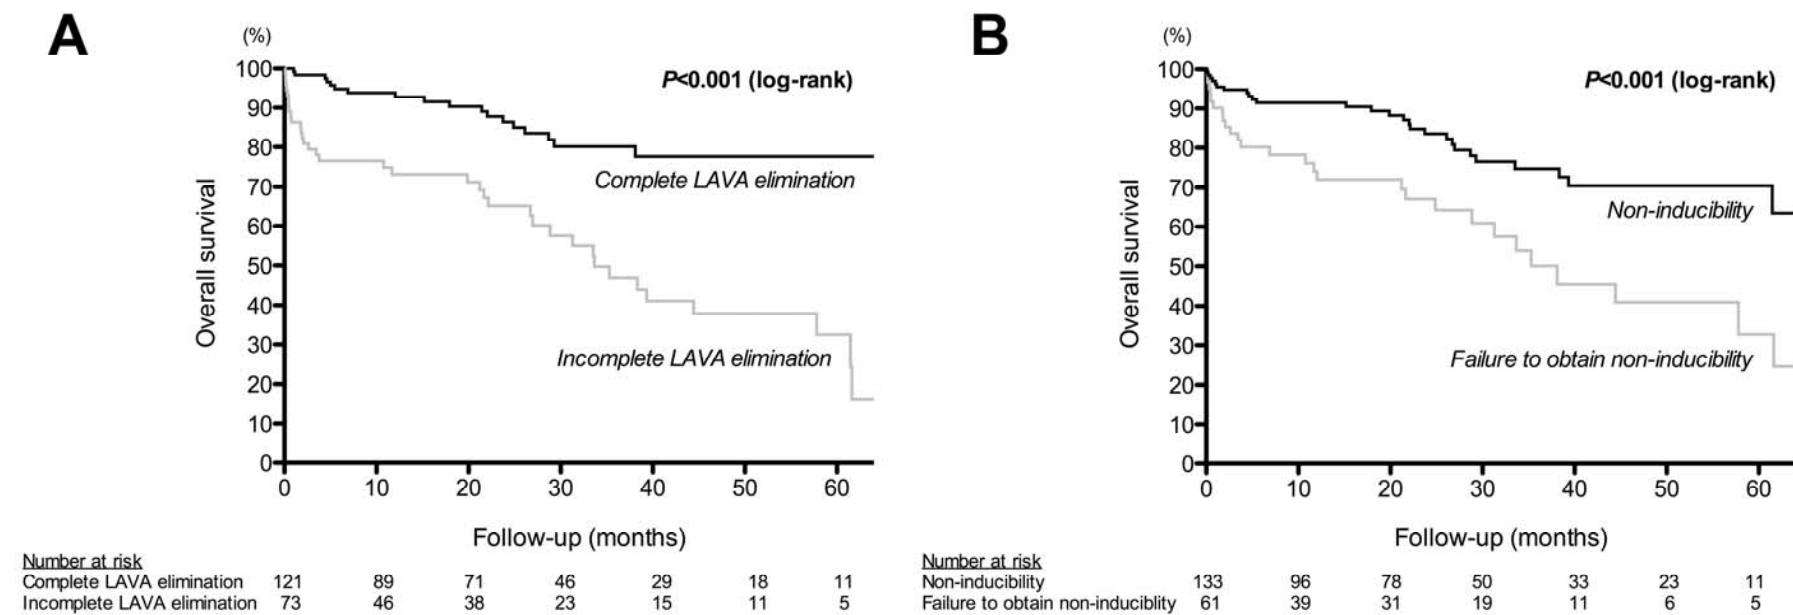 A
(%)
P<0.001 (log-rank)
100
90
80
70
60
50
40
30
20
10
0
Overall survival
Complete LAVA elimination
Incomplete LAVA elimination
0 10 20 30 40 50 60
Follow-up (months)
Number at risk
Complete LAVA elimination 121 89 71 46 29 18 11
Incomplete LAVA elimination 73 46 38 23 15 11 5
B
(%)
P<0.001 (log-rank)
100
90
80
70
60
50
40
30
20
10
0
Overall survival
Non-inducibility
Failure to obtain non-inducibility
0 10 20 30 40 50 60
Follow-up (months)
Number at risk
Non-inducibility 133 96 78 50 33 23 11
Failure to obtain non-induciblity 61 39 31 19 11 6 5